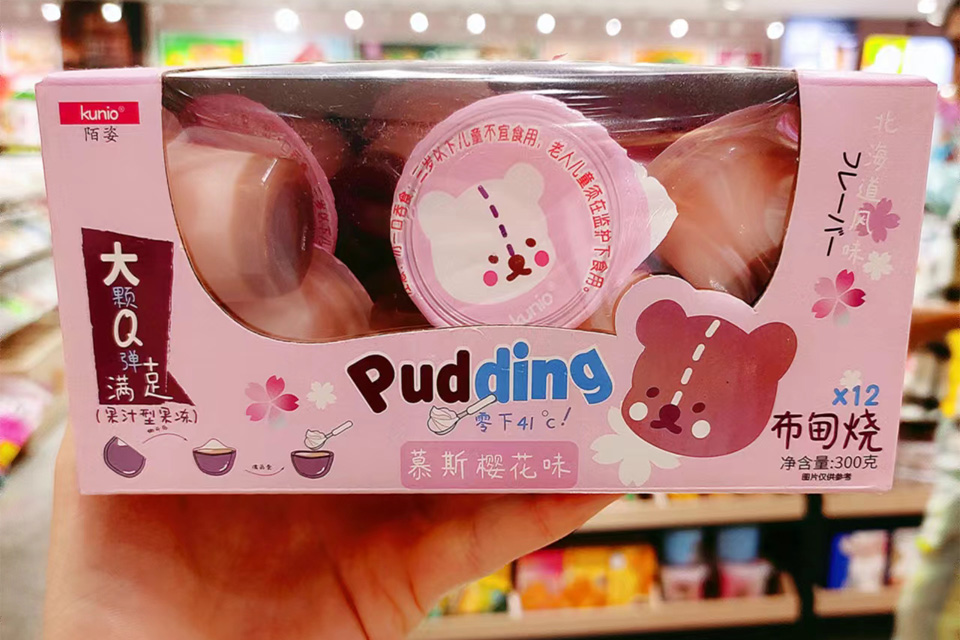 kunio®
陌姿
大
颗
Q
弹
满足
(果汁型果冻)
三岁以下儿童不宜食用，老人儿童须在监护下食用。
kunio
北海道风味
フレーバー
Pudding
零下41℃!
慕斯樱花味
x12
布甸烧
净含量:300克
图片仅供参考